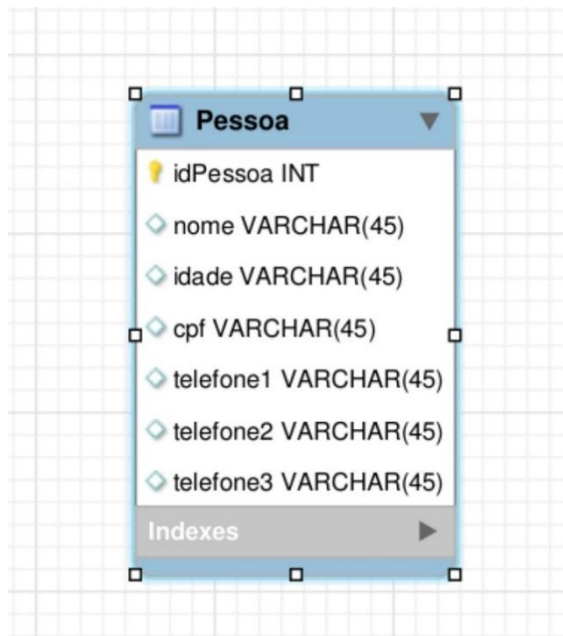 Pessoa
idPessoa INT
nome VARCHAR(45)
idade VARCHAR(45)
cpf VARCHAR(45)
telefone1 VARCHAR(45)
telefone2 VARCHAR(45)
telefone3 VARCHAR(45)
Indexes